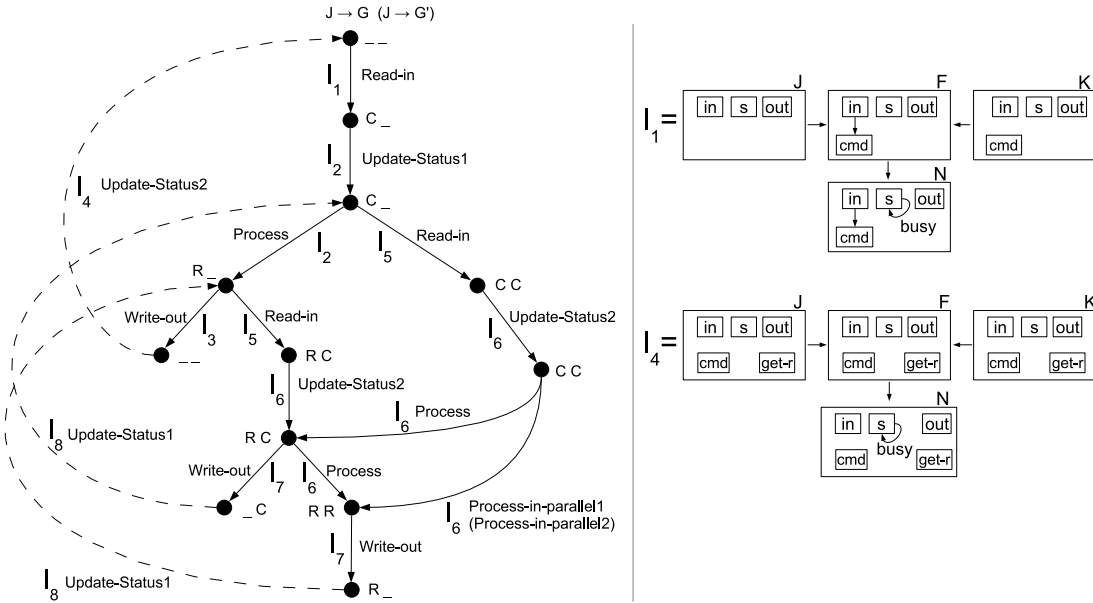 J → G (J → G')
_ _
I1 Read-in
C _
I2 Update-Status1
I4 Update-Status2
C _
Process I2
I5 Read-in
R _
C C
Write-out I3
I5 Read-in
I6 Update-Status2
_ _
R C
C C
I6 Update-Status2
I6 Process
R C
I8 Update-Status1
Write-out I7
I6 Process
_ C
R R
I6 Process-in-parallel1
(Process-in-parallel2)
I7 Write-out
I8 Update-Status1
R _
J F K
I1=
in s out
in s out
in s out
cmd
cmd
N
in s out
busy
cmd
J F K
I4=
in s out
in s out
in s out
cmd get-r
cmd get-r
cmd get-r
N
in s out
busy
cmd get-r